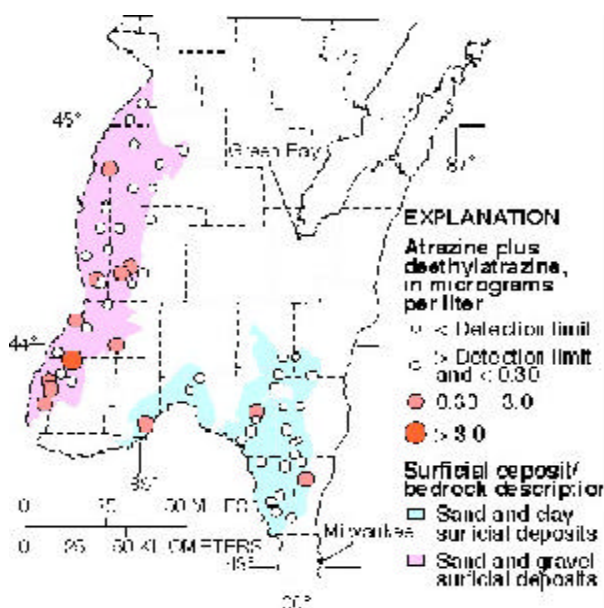 45°
Green Bay
87°
EXPLANATION
Atrazine plus
deethylatrazine,
in micrograms
per liter
< Detection limit
> Detection limit
and < 0.30
0.30 3.0
> 3.0
44°
Surficial deposit/
bedrock description
Sand and clay
surficial deposits
Sand and gravel
surficial deposits
0 25 50 MILES
0 25 50 KILOMETERS
Milwaukee